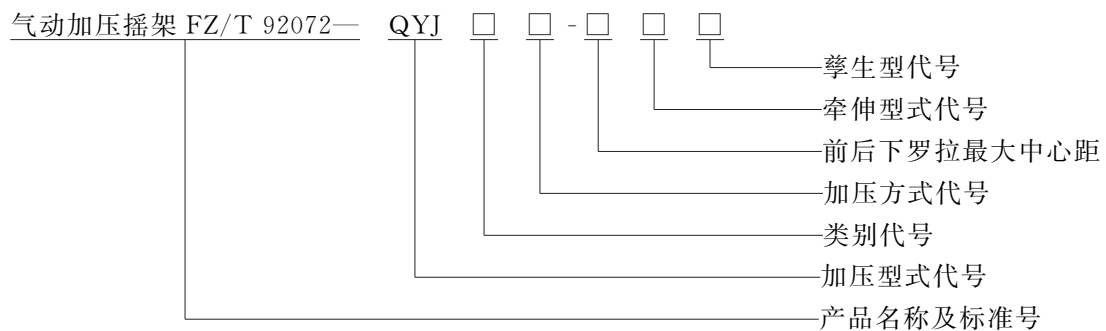 气动加压摇架 FZ/T 92072— QYJ □ □ - □ □ □
孳生型代号
牵伸型式代号
前后下罗拉最大中心距
加压方式代号
类别代号
加压型式代号
产品名称及标准号